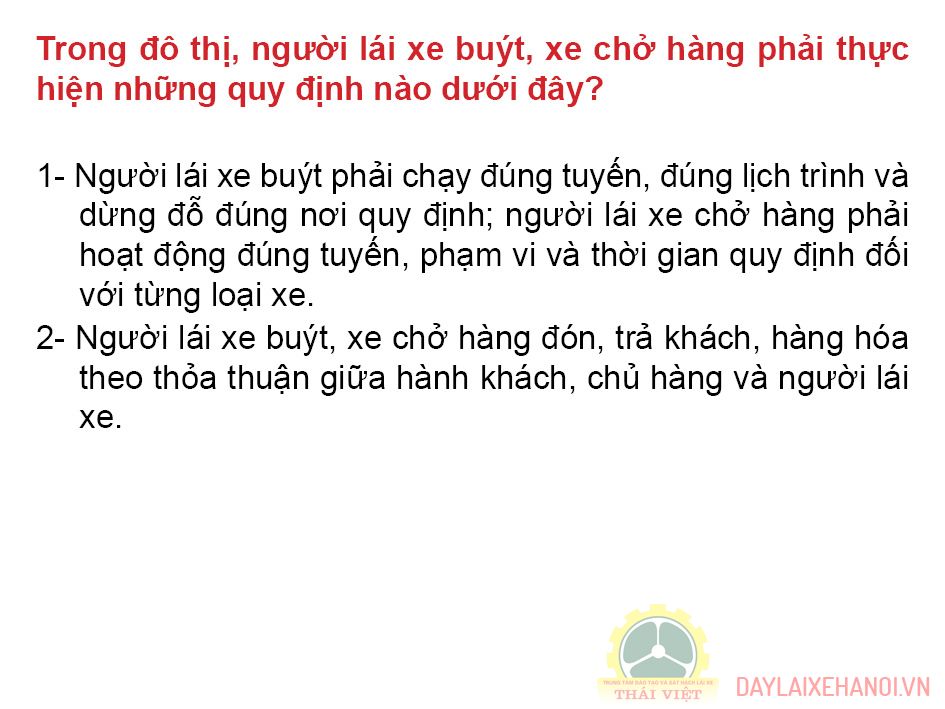 Trong đô thị, người lái xe buýt, xe chở hàng phải thực
hiện những quy định nào dưới đây?
1- Người lái xe buýt phải chạy đúng tuyến, đúng lịch trình và
dừng đỗ đúng nơi quy định; người lái xe chở hàng phải
hoạt động đúng tuyến, phạm vi và thời gian quy định đối
với từng loại xe.
2- Người lái xe buýt, xe chở hàng đón, trả khách, hàng hóa
theo thỏa thuận giữa hành khách, chủ hàng và người lái
xe.
TRUNG TÂM ĐÀO TẠO VÀ SÁT HẠCH LÁI XE
THÁI VIỆT
DAYLAIXEHANOI.VN